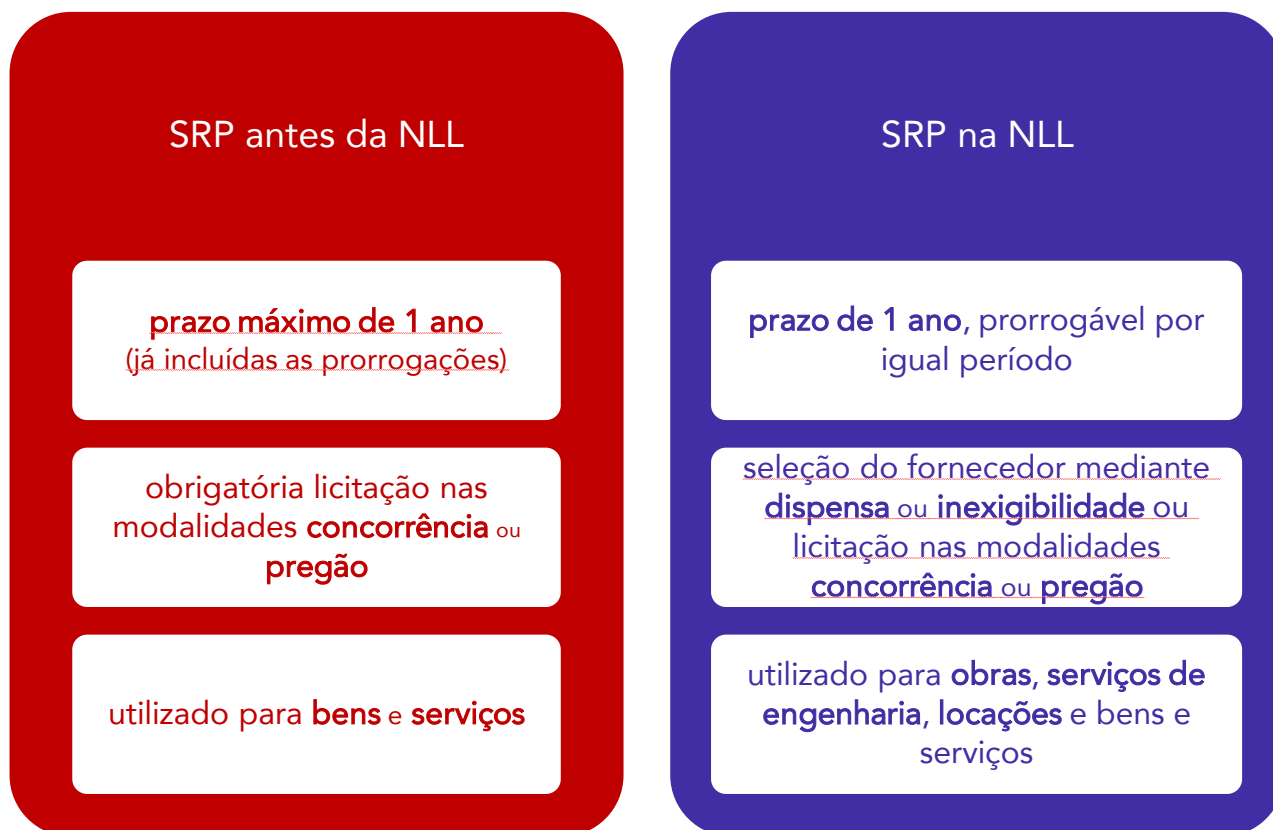 SRP antes da NLL
prazo máximo de 1 ano
(já incluídas as prorrogações)
obrigatória licitação nas
modalidades concorrência ou
pregão
utilizado para bens e serviços
SRP na NLL
prazo de 1 ano, prorrogável por
igual período
seleção do fornecedor mediante
dispensa ou inexigibilidade ou
licitação nas modalidades
concorrência ou pregão
utilizado para obras, serviços de
engenharia, locações e bens e
serviços